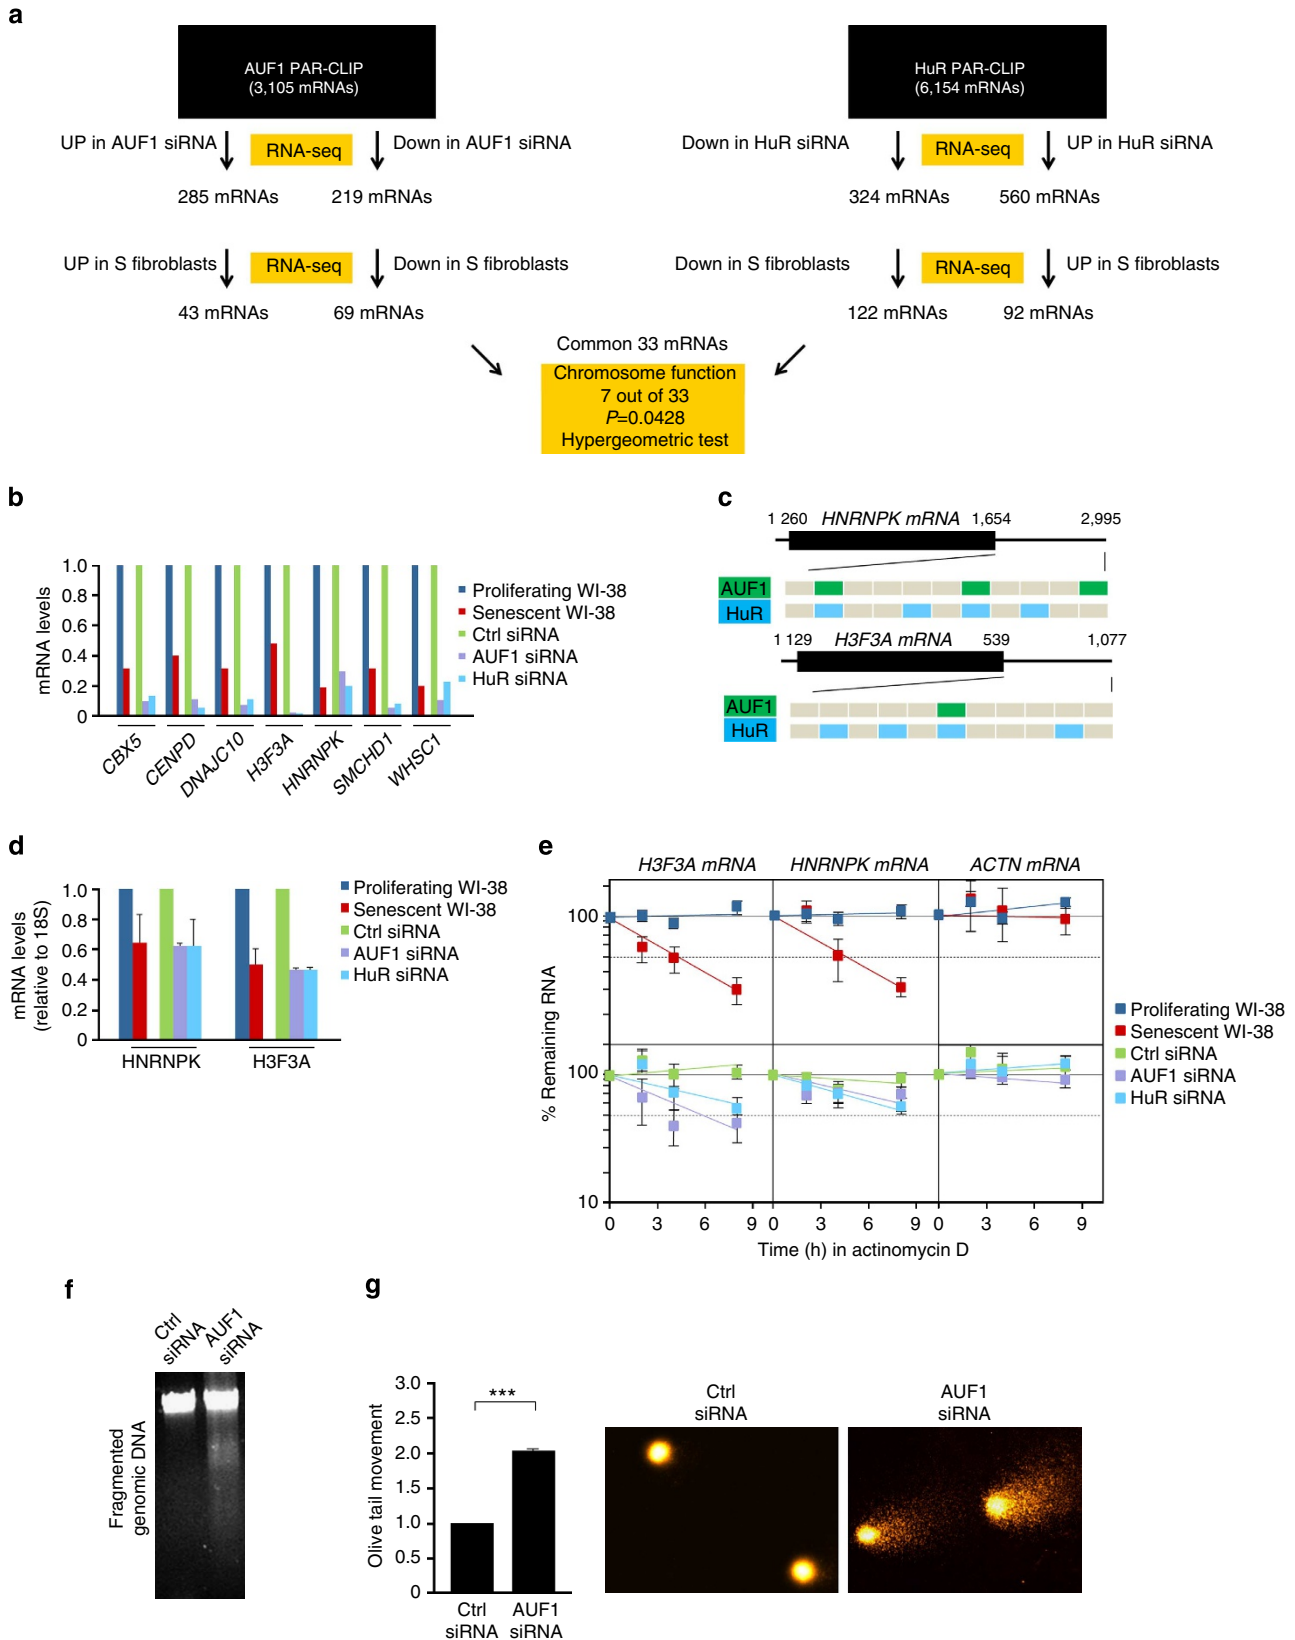 a
AUF1 PAR-CLIP
(3,105 mRNAs)
HuR PAR-CLIP
(6,154 mRNAs)
UP in AUF1 siRNA
RNA-seq
Down in AUF1 siRNA
Down in HuR siRNA
RNA-seq
UP in HuR siRNA
285 mRNAs
219 mRNAs
324 mRNAs
560 mRNAs
UP in S fibroblasts
RNA-seq
Down in S fibroblasts
Down in S fibroblasts
RNA-seq
UP in S fibroblasts
43 mRNAs
69 mRNAs
122 mRNAs
92 mRNAs
Common 33 mRNAs
Chromosome function
7 out of 33
P=0.0428
Hypergeometric test
b
mRNA levels
1.0
0.8
0.6
0.4
0.2
0
CBX5
CENPD
DNAJC10
H3F3A
HNRNPK
SMCHD1
WHSC1
Proliferating WI-38
Senescent WI-38
Ctrl siRNA
AUF1 siRNA
HuR siRNA
c
1 260 HNRNPK mRNA 1,654 2,995
AUF1
HuR
1 129 H3F3A mRNA 539 1,077
AUF1
HuR
d
mRNA levels
(relative to 18S)
1.0
0.8
0.6
0.4
0.2
0
HNRNPK
H3F3A
Proliferating WI-38
Senescent WI-38
Ctrl siRNA
AUF1 siRNA
HuR siRNA
e
H3F3A mRNA
HNRNPK mRNA
ACTN mRNA
% Remaining RNA
100
100
10
0 3 6 9 0 3 6 9 0 3 6 9
Time (h) in actinomycin D
Proliferating WI-38
Senescent WI-38
Ctrl siRNA
AUF1 siRNA
HuR siRNA
f
Ctrl
siRNA
AUF1
siRNA
Fragmented
genomic DNA
g
Olive tail movement
3.0
2.5
2.0
1.5
1.0
0.5
0
***
Ctrl
siRNA
AUF1
siRNA
Ctrl
siRNA
AUF1
siRNA